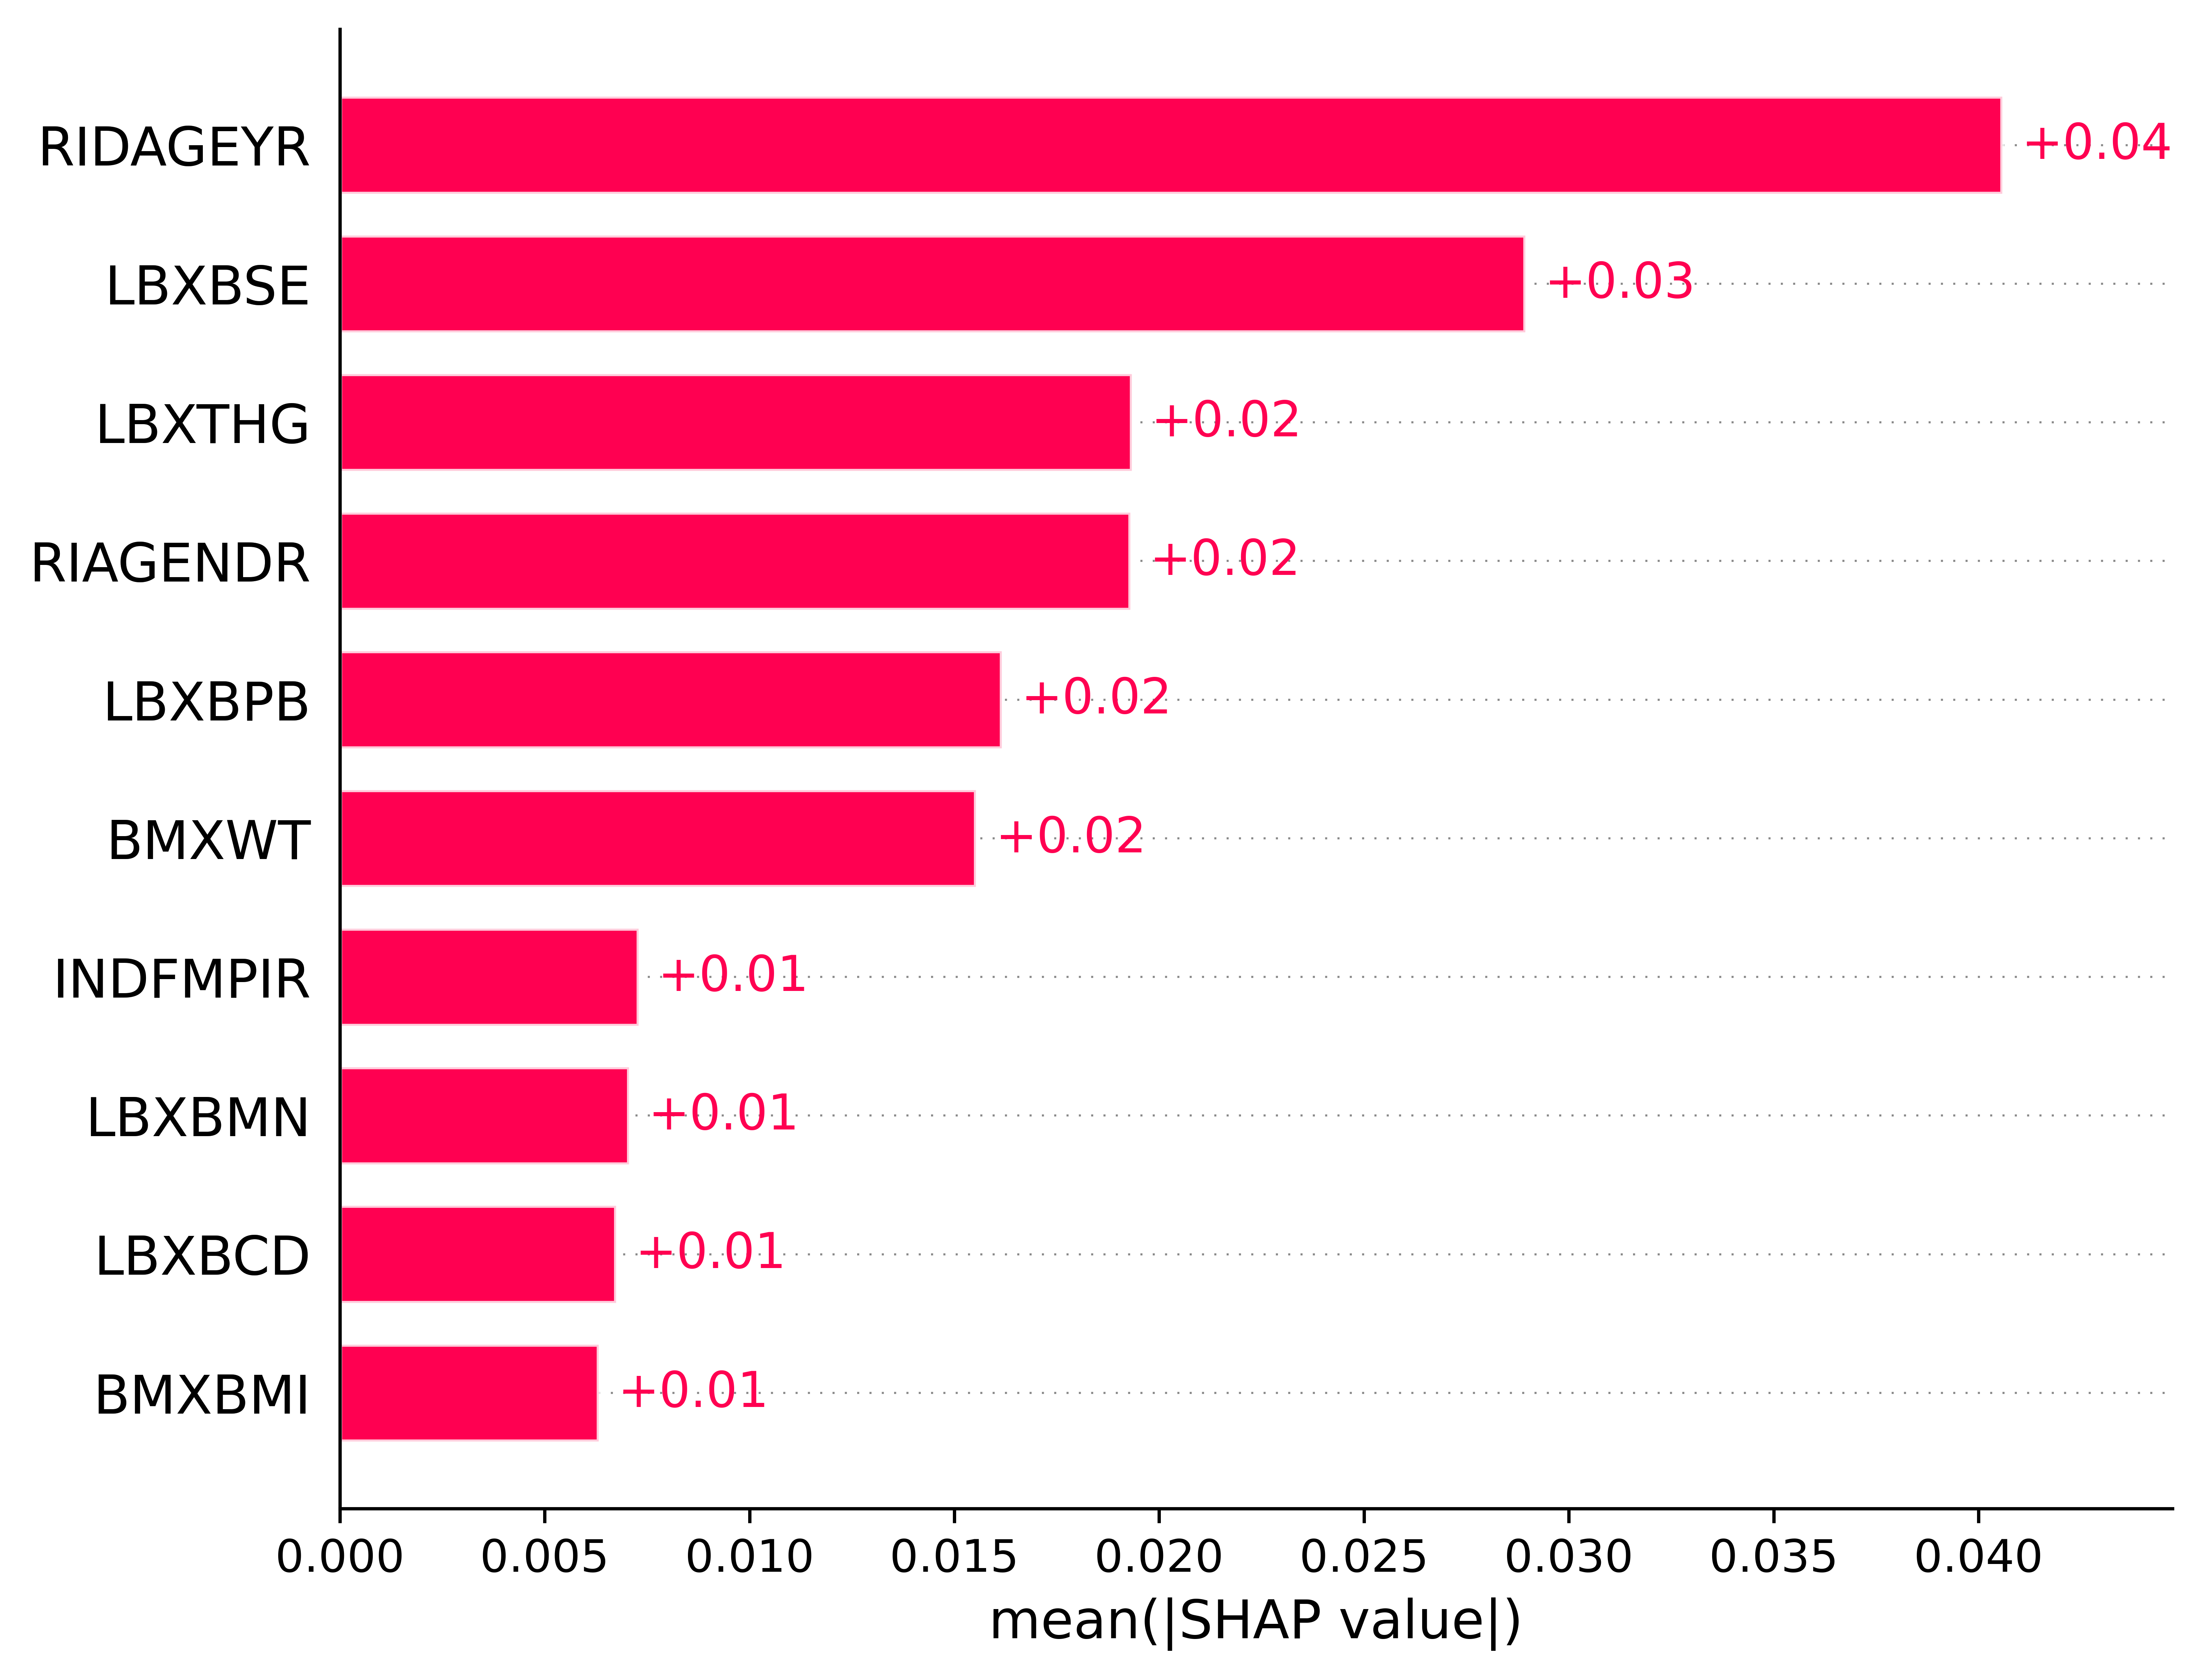 RIDAGEYR +0.04
LBXBSE +0.03
LBXTHG +0.02
RIAGENDR +0.02
LBXBPB +0.02
BMXWT +0.02
INDFMPIR +0.01
LBXBMN +0.01
LBXBCD +0.01
BMXBMI +0.01
0.000 0.005 0.010 0.015 0.020 0.025 0.030 0.035 0.040
mean(|SHAP value|)